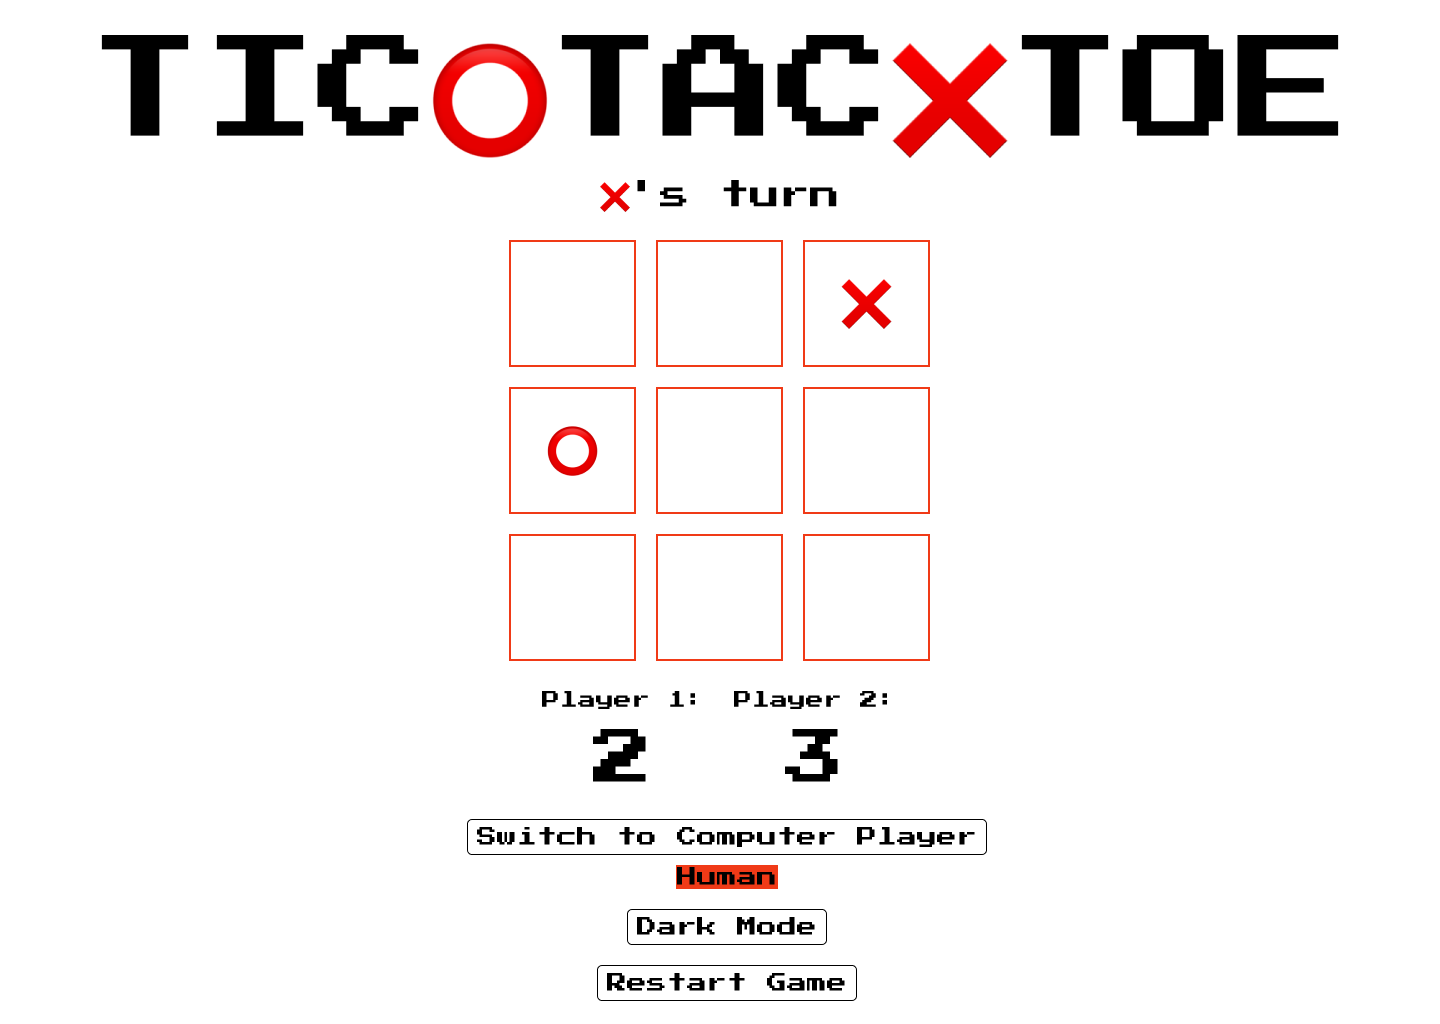 TIC⭕TAC❌TOE
❌'s turn
❌
⭕
Player 1: Player 2:
2 3
Switch to Computer Player
Human
Dark Mode
Restart Game